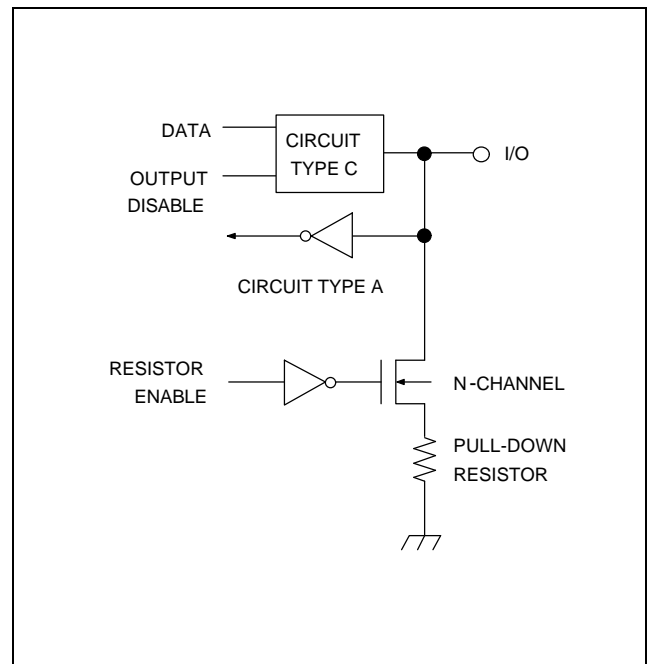 DATA
CIRCUIT
TYPE C
I/O
OUTPUT
DISABLE
CIRCUIT TYPE A
RESISTOR
ENABLE
N-CHANNEL
PULL-DOWN
RESISTOR